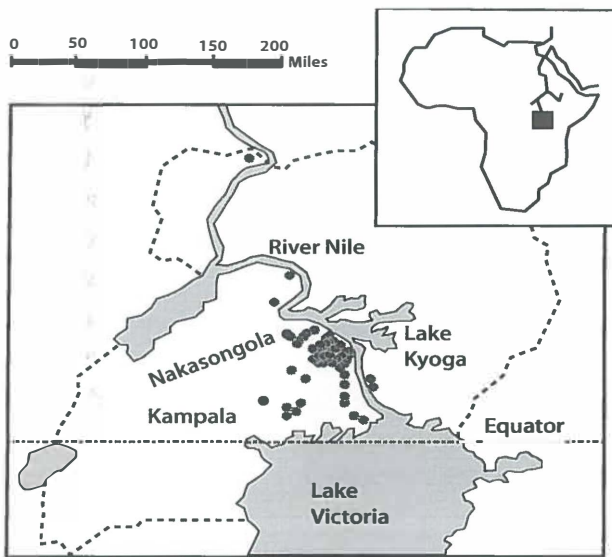 0 50 100 150 200
Miles
River Nile
Lake
Kyoga
Nakasongola
Kampala
Equator
Lake
Victoria